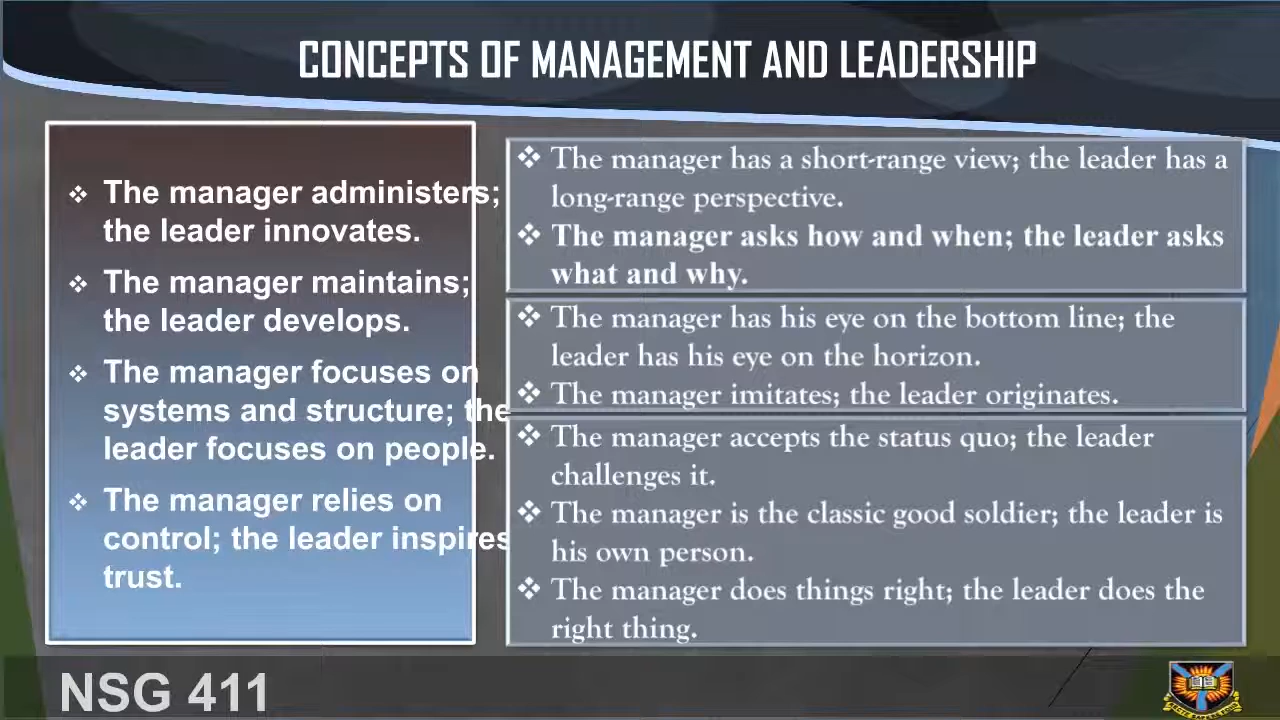 CONCEPTS OF MANAGEMENT AND LEADERSHIP
❖ The manager administers;
the leader innovates.
❖ The manager maintains;
the leader develops.
❖ The manager focuses on
systems and structure; the
leader focuses on people.
❖ The manager relies on
control; the leader inspires
trust.
❖ The manager has a short-range view; the leader has a
long-range perspective.
❖ The manager asks how and when; the leader asks
what and why.
❖ The manager has his eye on the bottom line; the
leader has his eye on the horizon.
❖ The manager imitates; the leader originates.
❖ The manager accepts the status quo; the leader
challenges it.
❖ The manager is the classic good soldier; the leader is
his own person.
❖ The manager does things right; the leader does the
right thing.
NSG 411